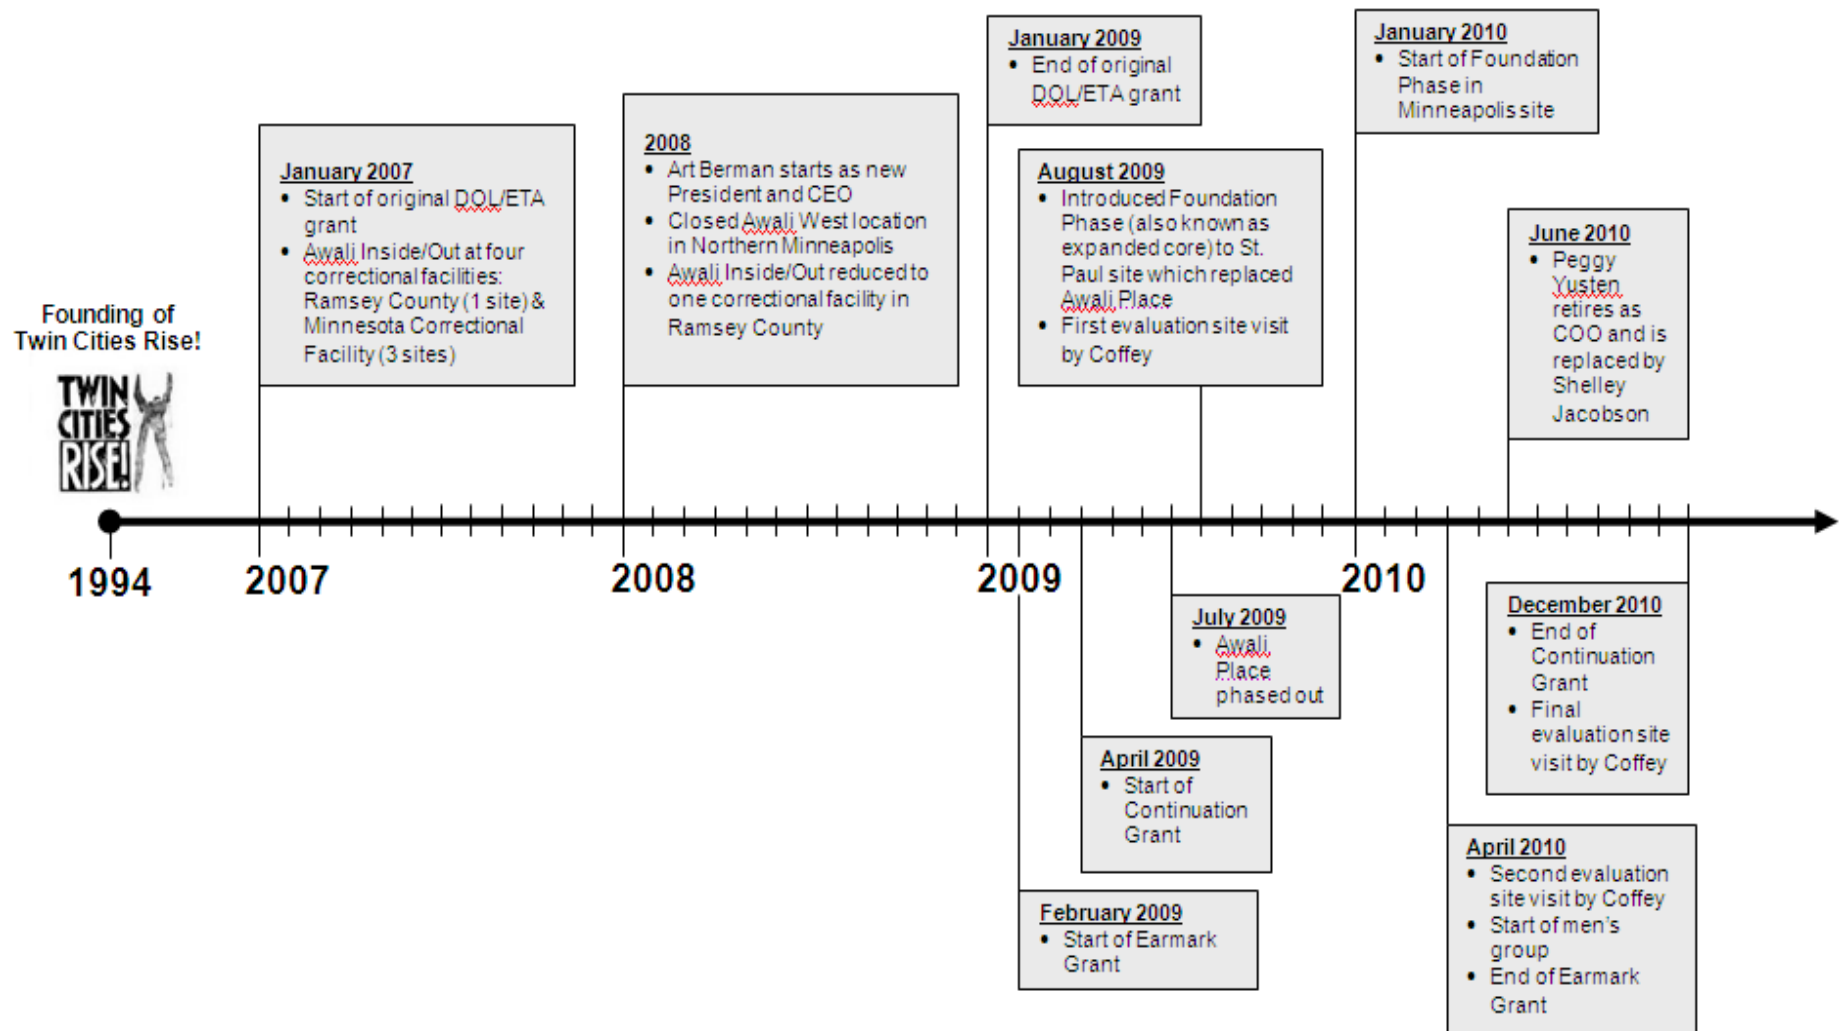 Founding of
Twin Cities Rise!
TWIN
CITIES
RISE!
January 2007
• Start of original DOL/ETA
grant
• Awali Inside/Out at four
correctional facilities:
Ramsey County (1 site) &
Minnesota Correctional
Facility (3 sites)
2008
• Art Berman starts as new
President and CEO
• Closed Awali West location
in Northern Minneapolis
• Awali Inside/Out reduced to
one correctional facility in
Ramsey County
January 2009
• End of original
DOL/ETA grant
August 2009
• Introduced Foundation
Phase (also known as
expanded core) to St.
Paul site which replaced
Awali Place
• First evaluation site visit
by Coffey
January 2010
• Start of Foundation
Phase in
Minneapolis site
June 2010
• Peggy
Yusten
retires as
COO and is
replaced by
Shelley
Jacobson
1994
2007
2008
2009
2010
July 2009
• Awali
Place
phased out
April 2009
• Start of
Continuation
Grant
February 2009
• Start of Earmark
Grant
December 2010
• End of
Continuation
Grant
• Final
evaluation site
visit by Coffey
April 2010
• Second evaluation
site visit by Coffey
• Start of men's
group
• End of Earmark
Grant